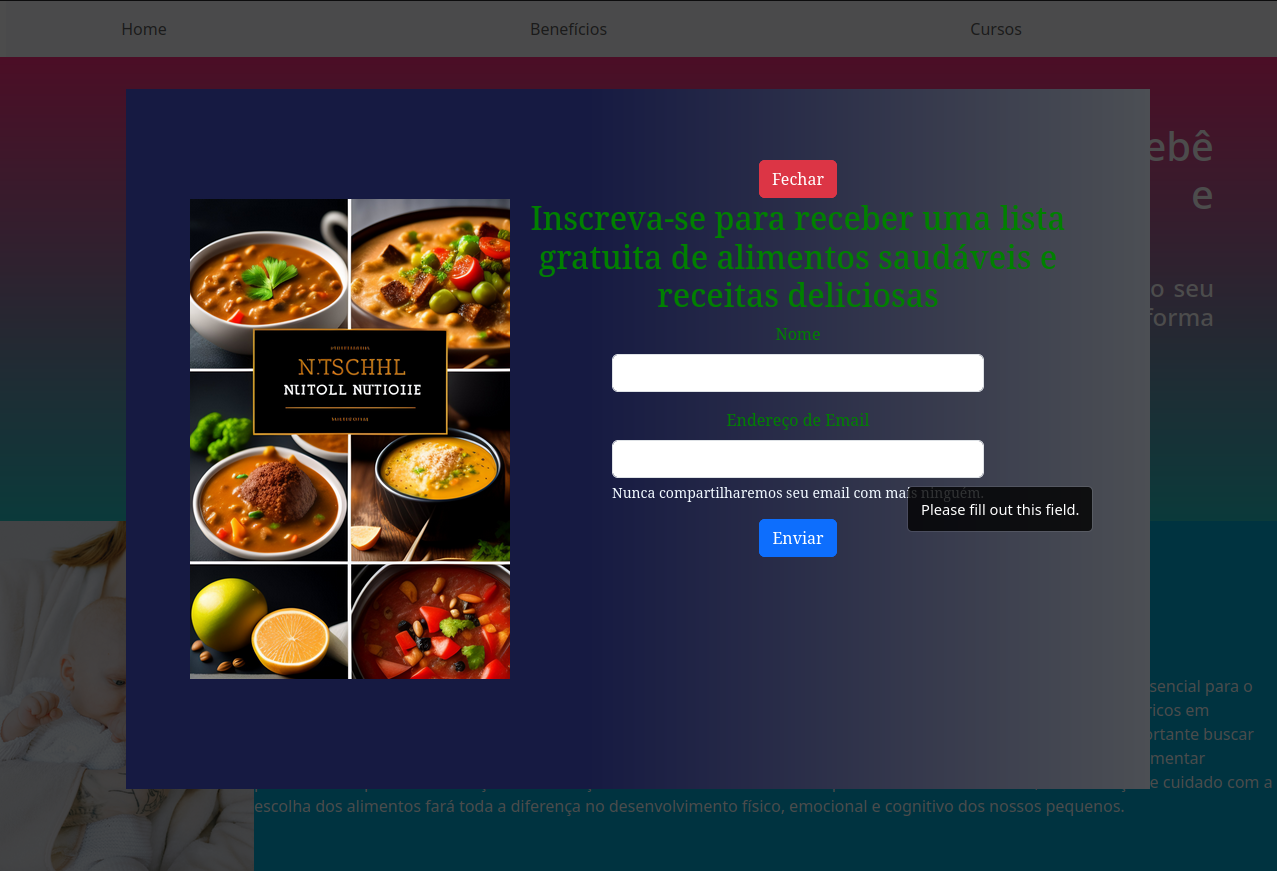 Home
Benefícios
Cursos
ebê
e
o seu
forma
Fechar
Inscreva-se para receber uma lista
gratuita de alimentos saudáveis e
receitas deliciosas
Nome
Endereço de Email
Nunca compartilharemos seu email com mais ninguém.
Please fill out this field.
Enviar
N.TSCHHL
NUTOLL NUTIOIIE
sencial para o
ricos em
ortante buscar
mentar
e cuidado com a
escolha dos alimentos fará toda a diferença no desenvolvimento físico, emocional e cognitivo dos nossos pequenos.